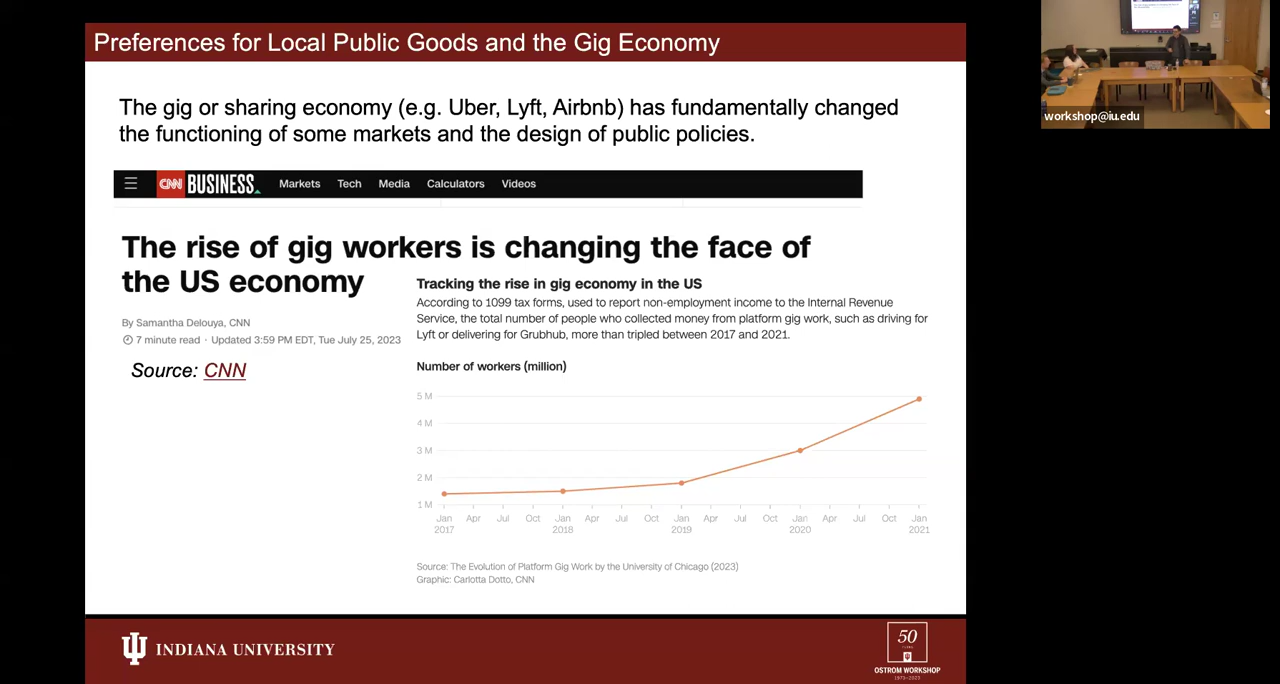 Preferences for Local Public Goods and the Gig Economy
The gig or sharing economy (e.g. Uber, Lyft, Airbnb) has fundamentally changed
the functioning of some markets and the design of public policies.
CNN BUSINESS Markets Tech Media Calculators Videos
The rise of gig workers is changing the face of
the US economy
By Samantha Delouya, CNN
7 minute read · Updated 3:59 PM EDT, Tue July 25, 2023
Source: CNN
Tracking the rise in gig economy in the US
According to 1099 tax forms, used to report non-employment income to the Internal Revenue
Service, the total number of people who collected money from platform gig work, such as driving for
Lyft or delivering for Grubhub, more than tripled between 2017 and 2021.
Number of workers (million)
5 M
4 M
3 M
2 M
1 M
Jan Apr Jul Oct Jan Apr Jul Oct Jan Apr Jul Oct Jan Apr Jul Oct Jan
2017 2018 2019 2020 2021
Source: The Evolution of Platform Gig Work by the University of Chicago (2023)
Graphic: Carlotta Dotto, CNN
INDIANA UNIVERSITY
50
YEARS
OSTROM WORKSHOP
1973-2023
workshop@iu.edu